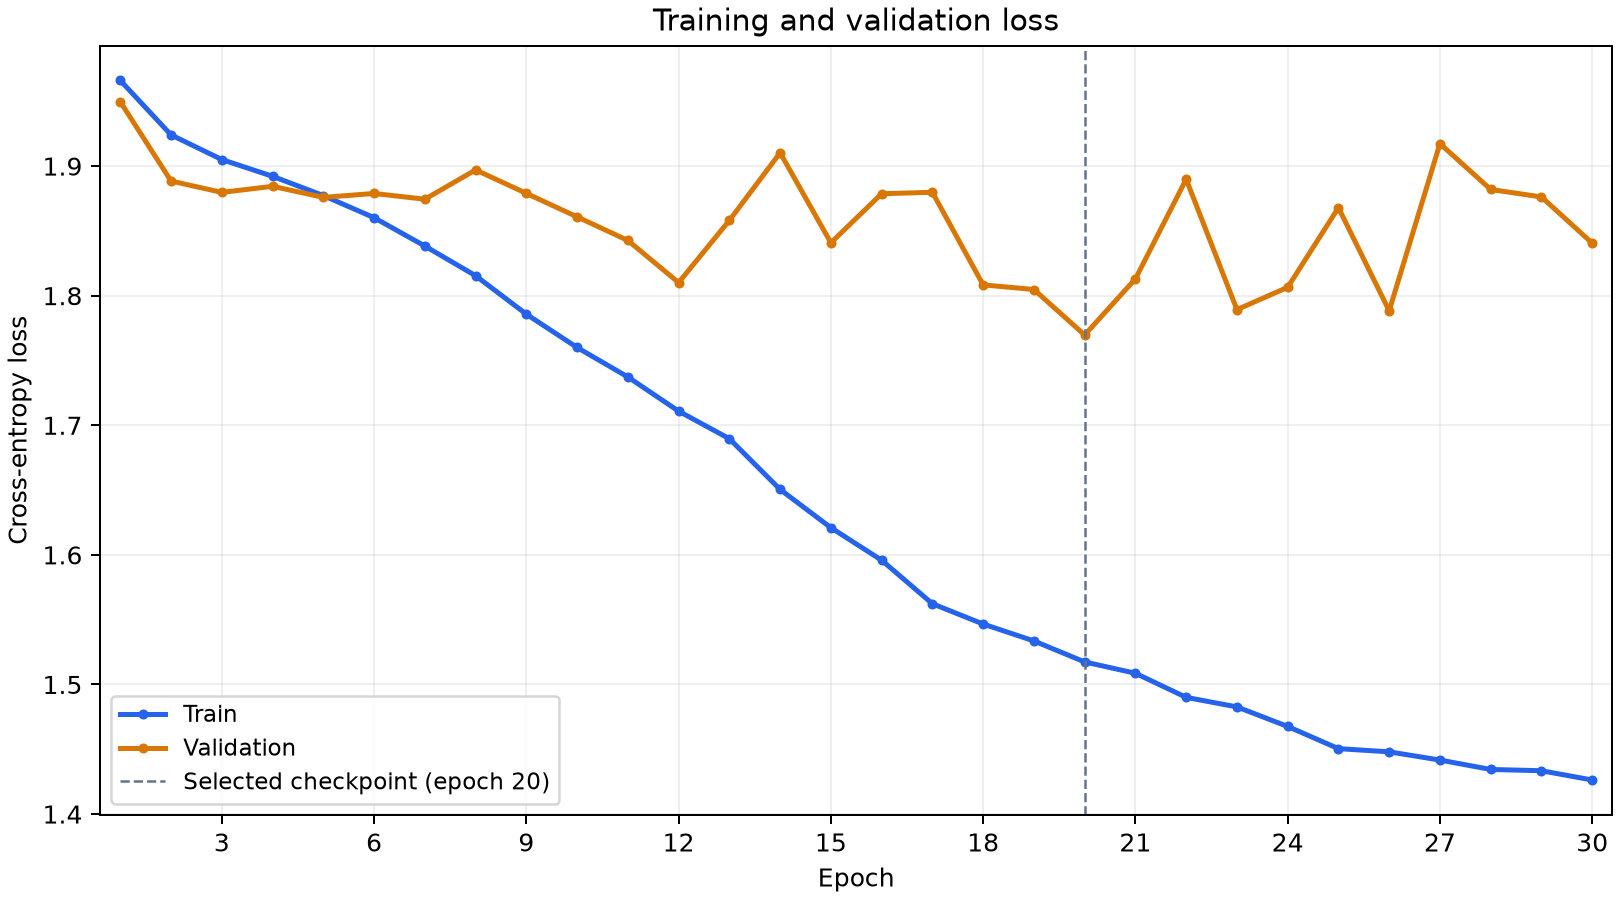 Training and validation loss
Cross-entropy loss
1.9
1.8
1.7
1.6
1.5
1.4
Train
Validation
Selected checkpoint (epoch 20)
3 6 9 12 15 18 21 24 27 30
Epoch